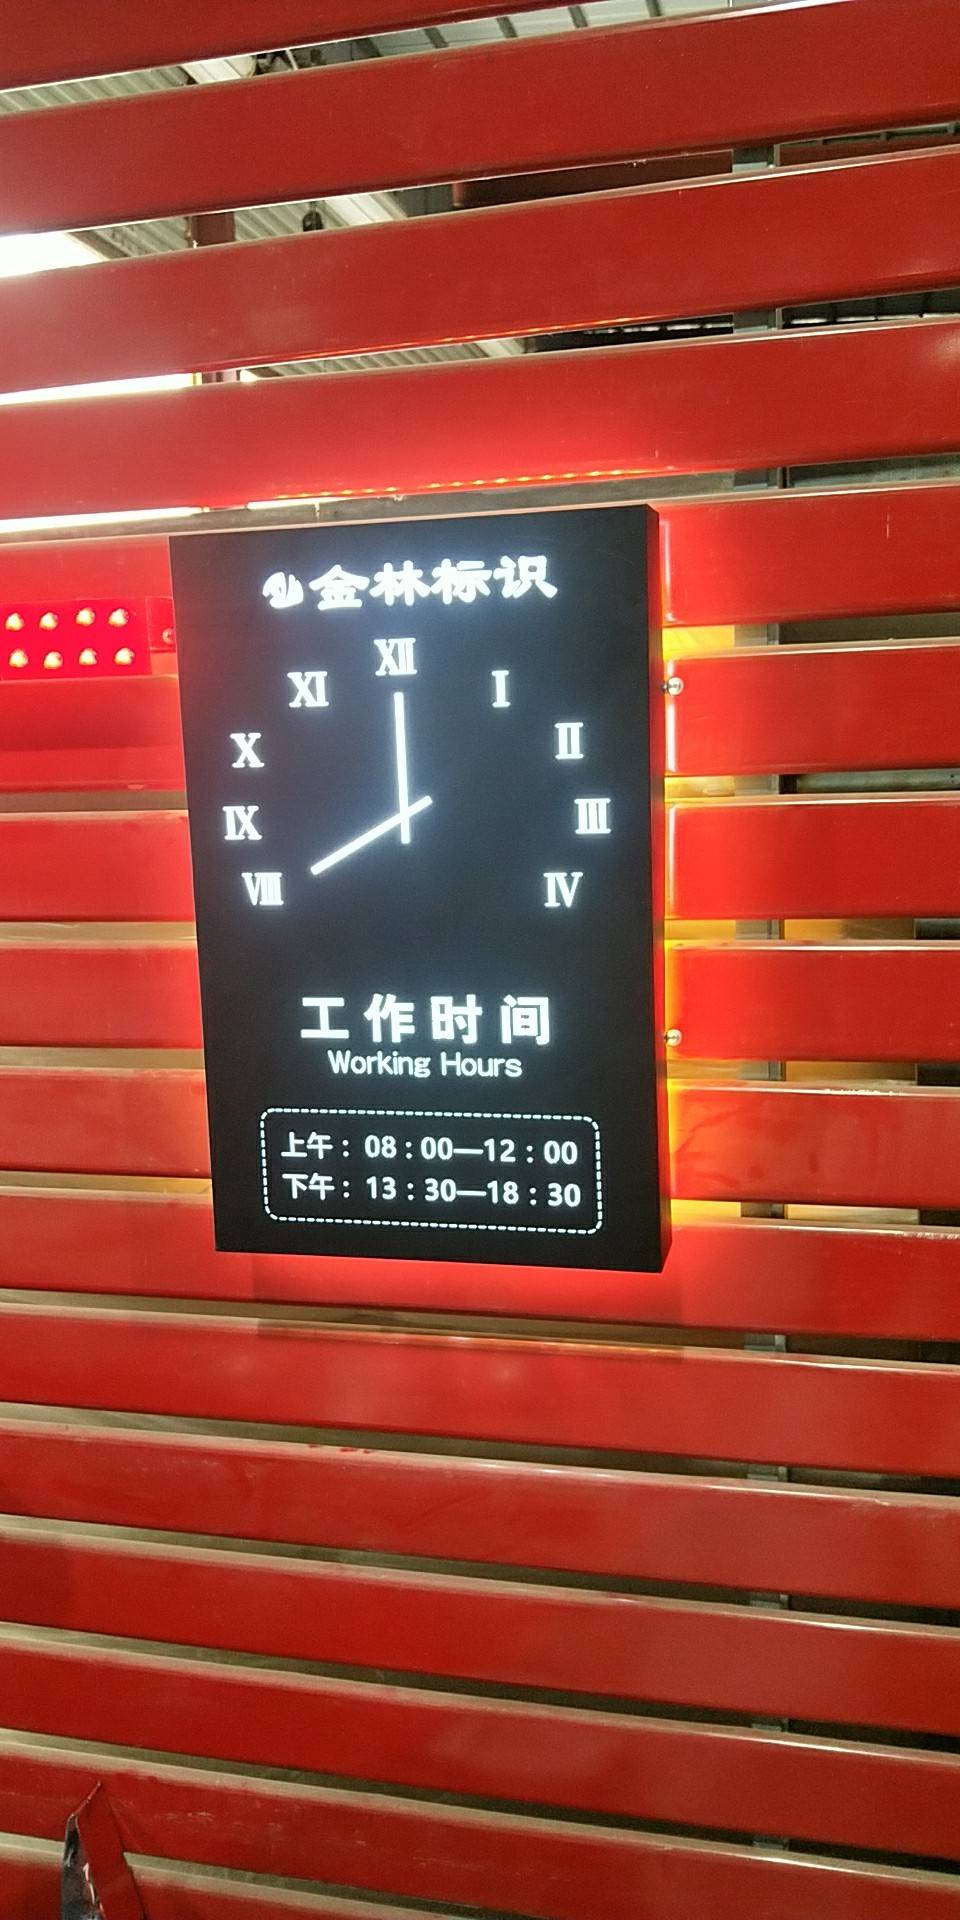 金林标识
XII
XI I
X II
IX III
VIII IV
工作时间
Working Hours
上午：08：00—12：00
下午：13：30—18：30